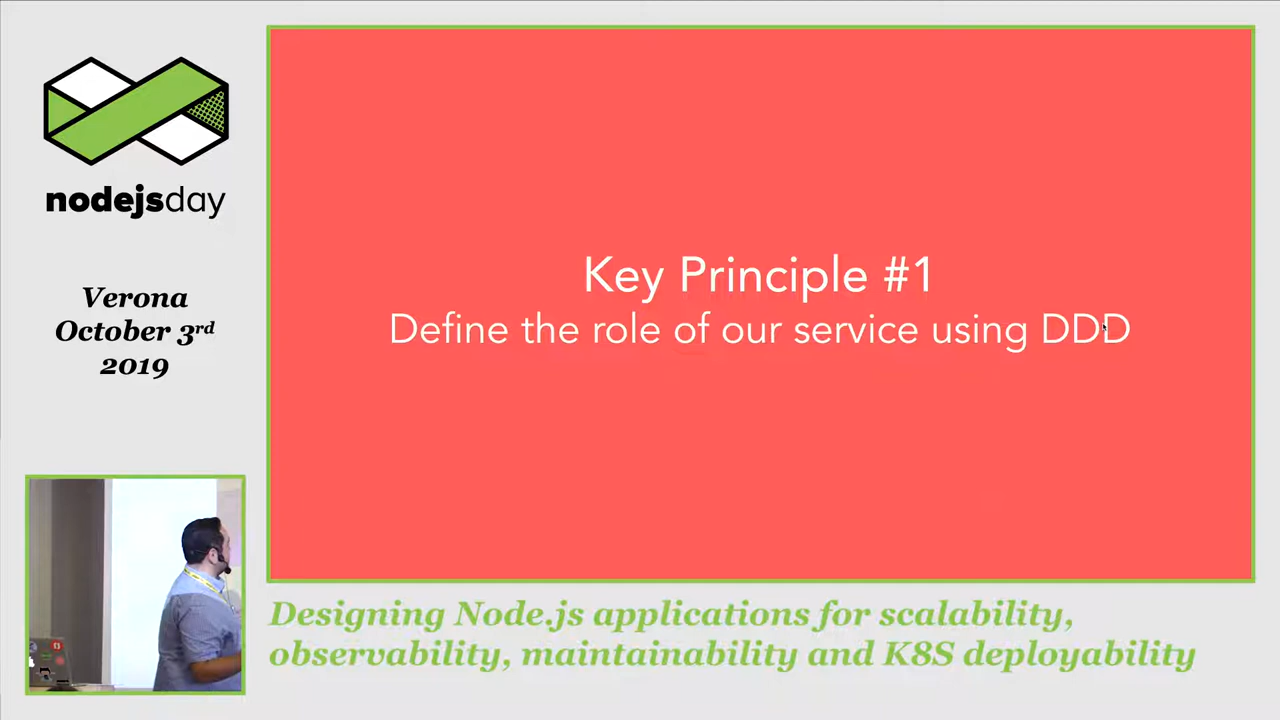 nodejsday
Verona
October 3rd
2019
Key Principle #1
Define the role of our service using DDD
Designing Node.js applications for scalability,
observability, maintainability and K8S deployability